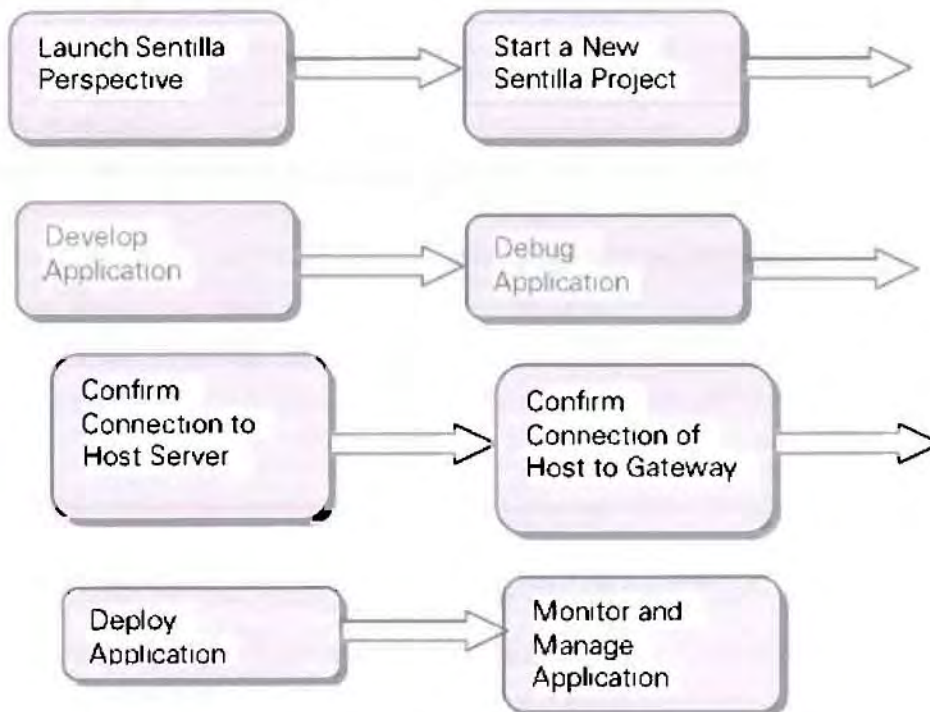 Launch Sentilla
Perspective
Start a New
Sentilla Project
Develop
Application
Debug
Application
Confirm
Connection to
Host Server
Confirm
Connection of
Host to Gateway
Deploy
Application
Monitor and
Manage
Application